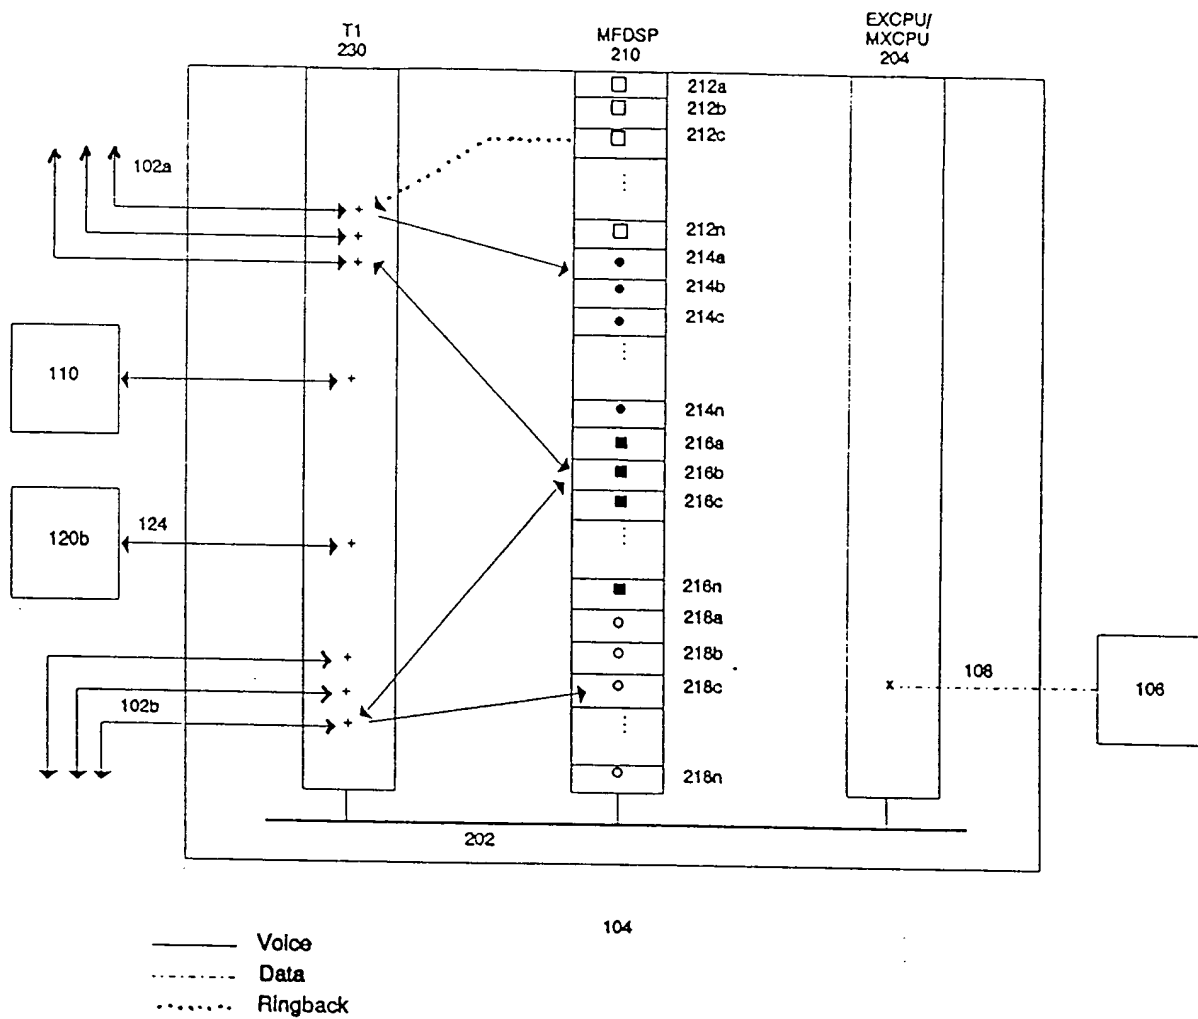 T1
230
MFDSP
210
EXCPU/
MXCPU
204
212a
212b
212c
102a
212n
214a
214b
214c
110
214n
216a
216b
216c
120b
124
216n
218a
218b
218c
108
106
102b
218n
202
104
Voice
Data
Ringback